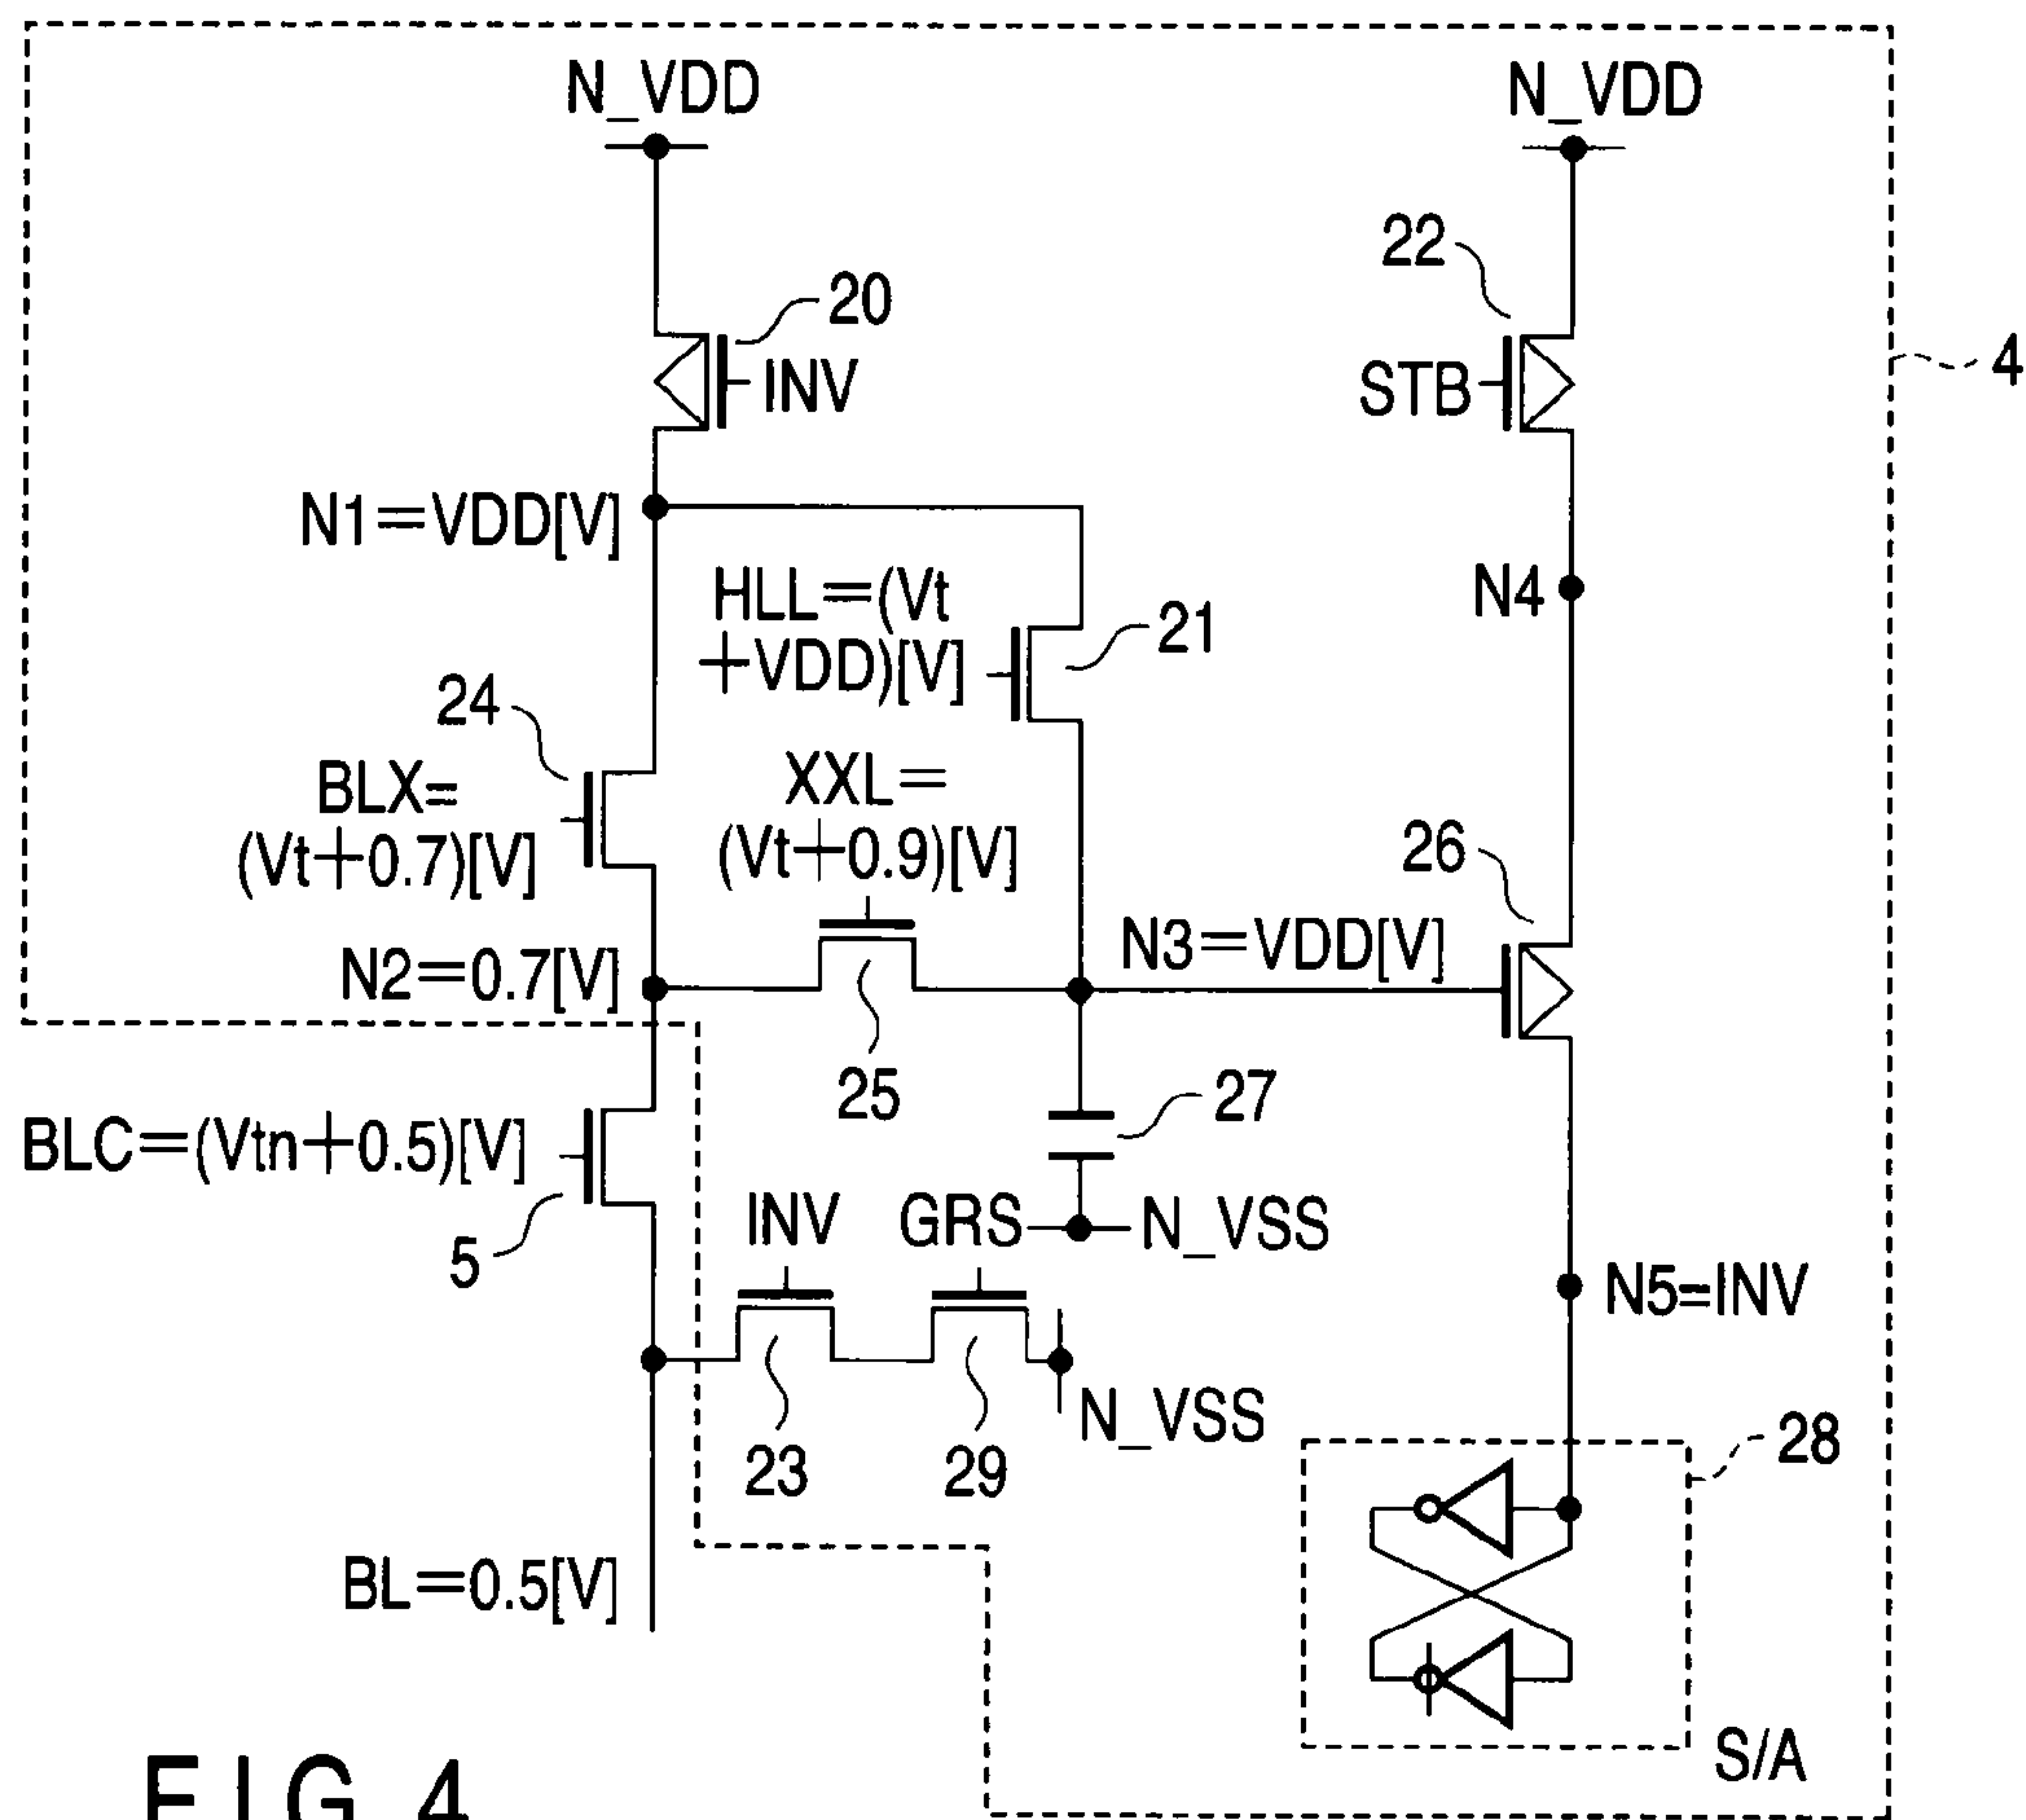 N_VDD
N_VDD
22
20
INV
STB
4
N1=VDD[V]
HLL=(Vt
+VDD)[V]
21
N4
24
BLX=
(Vt+0.7)[V]
XXL=
(Vt+0.9)[V]
26
N2=0.7[V]
N3=VDD[V]
25
27
BLC=(Vtn+0.5)[V]
5
INV
GRS
N_VSS
N5=INV
N_VSS
23
29
28
BL=0.5[V]
S/A
FIG. 4